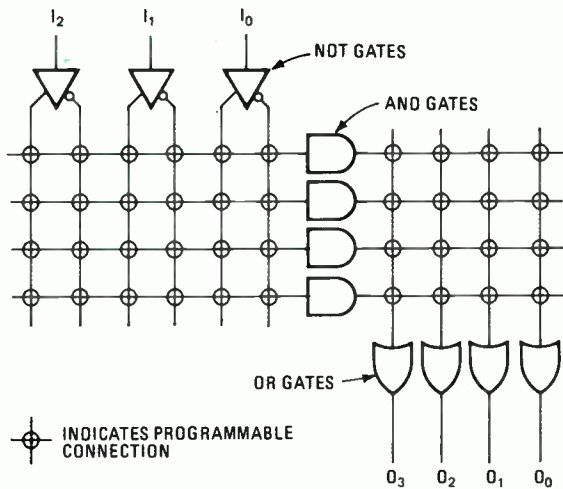 I2 I1 I0
NOT GATES
AND GATES
OR GATES
INDICATES PROGRAMMABLE
CONNECTION
O3 O2 O1 O0